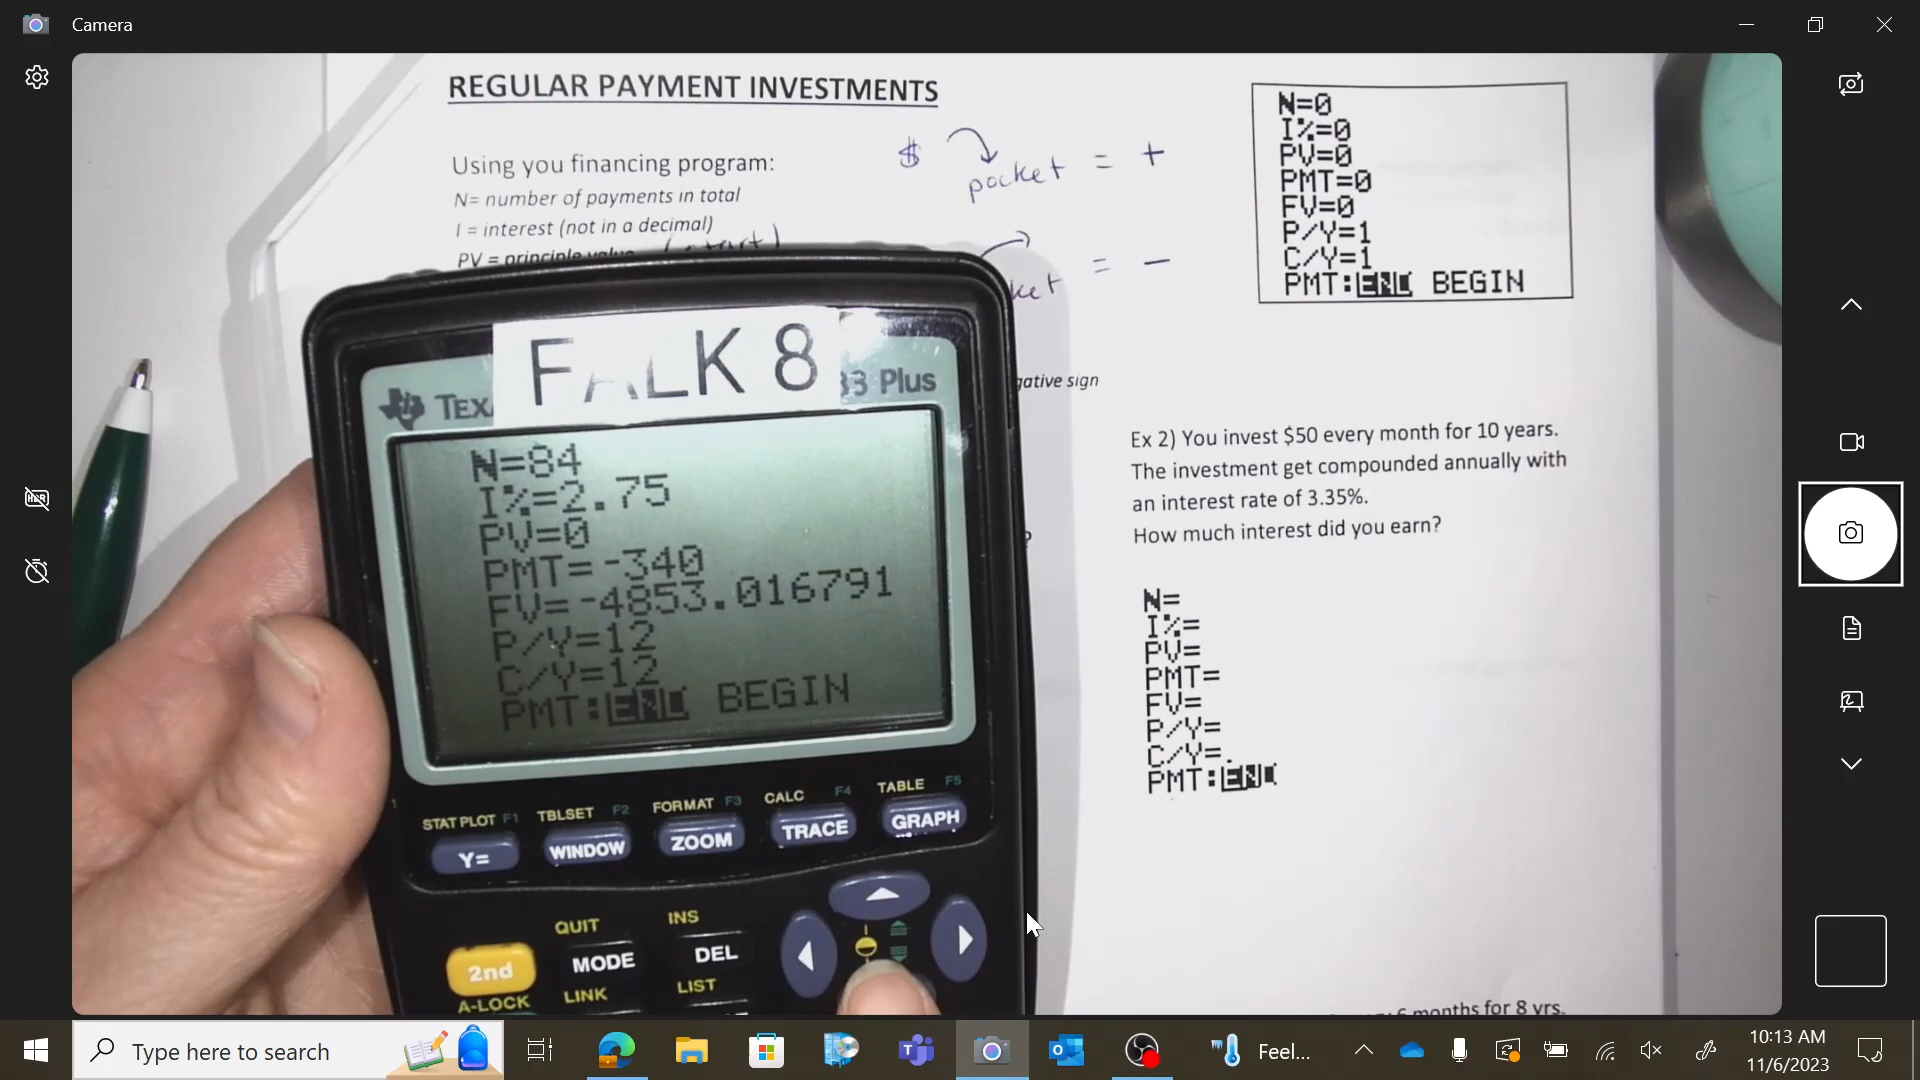 Camera
REGULAR PAYMENT INVESTMENTS
Using you financing program:
N= number of payments in total
I = interest (not in a decimal)
PV = principle value
$ pocket = +
= -
N=0
I%=0
PV=0
PMT=0
FV=0
P/Y=1
C/Y=1
PMT:END BEGIN
FALK 8
83 Plus
N=84
I%=2.75
PV=0
PMT=-340
FV=-4853.016791
P/Y=12
C/Y=12
PMT:END BEGIN
STAT PLOT F1 TBLSET F2 FORMAT F3 CALC F4 TABLE F5
Y= WINDOW ZOOM TRACE GRAPH
QUIT INS
2nd MODE DEL
A-LOCK LINK LIST
sign
Ex 2) You invest $50 every month for 10 years.
The investment get compounded annually with
an interest rate of 3.35%.
How much interest did you earn?
N=
I%=
PV=
PMT=
FV=
P/Y=
C/Y=
PMT:END
6 months for 8 yrs.
Type here to search
Feel...
10:13 AM
11/6/2023